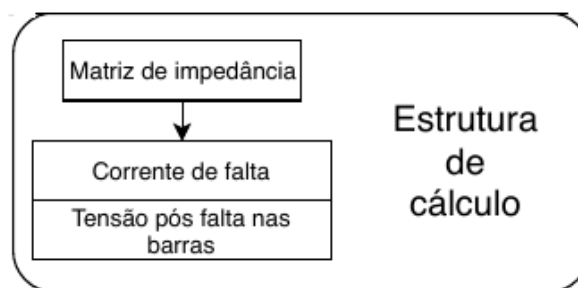 Matriz de impedância
Corrente de falta
Tensão pós falta nas
barras
Estrutura
de
cálculo